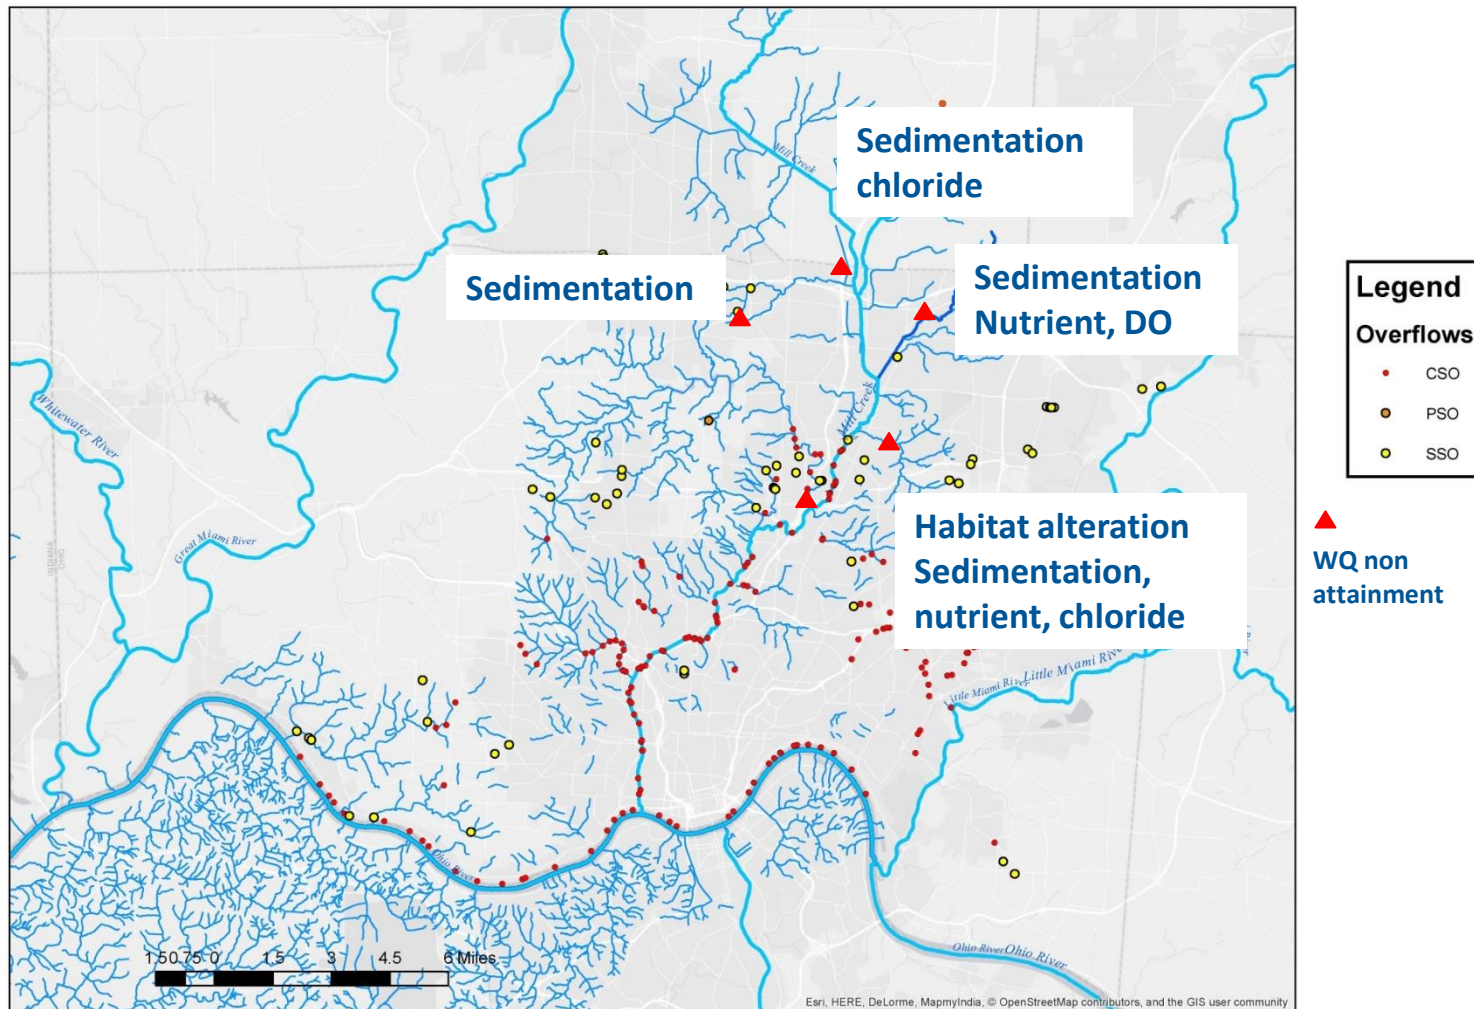 Mill Creek
Sedimentation
chloride
Sedimentation
Sedimentation
Nutrient, DO
Mill Creek
Whitewater River
Great Miami River
INDIANA
OHIO
Habitat alteration
Sedimentation,
nutrient, chloride
Little Miami River
Little Miami River
Ohio River
Ohio River
Ohio River
1.5 0.75 0 1.5 3 4.5 6 Miles
Esri, HERE, DeLorme, MapmyIndia, © OpenStreetMap contributors, and the GIS user community
Legend
Overflows
CSO
PSO
SSO
WQ non
attainment